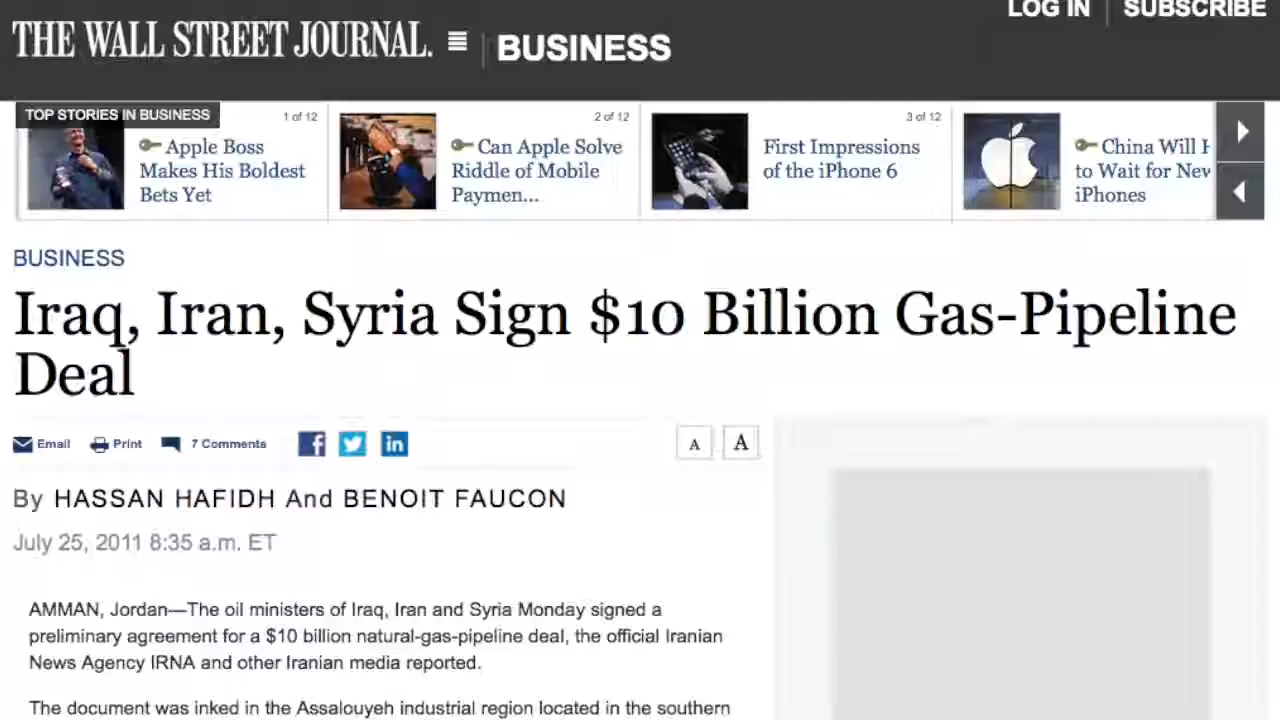 LOG IN
SUBSCRIBE
THE WALL STREET JOURNAL.
BUSINESS
TOP STORIES IN BUSINESS
1 of 12
Apple Boss
Makes His Boldest
Bets Yet
2 of 12
Can Apple Solve
Riddle of Mobile
Paymen...
3 of 12
First Impressions
of the iPhone 6
China Will
to Wait for New
iPhones
BUSINESS
Iraq, Iran, Syria Sign $10 Billion Gas-Pipeline
Deal
Email
Print
7 Comments
A
A
By HASSAN HAFIDH And BENOIT FAUCON
July 25, 2011 8:35 a.m. ET
AMMAN, Jordan—The oil ministers of Iraq, Iran and Syria Monday signed a
preliminary agreement for a $10 billion natural-gas-pipeline deal, the official Iranian
News Agency IRNA and other Iranian media reported.
The document was inked in the Assalouyeh industrial region located in the southern